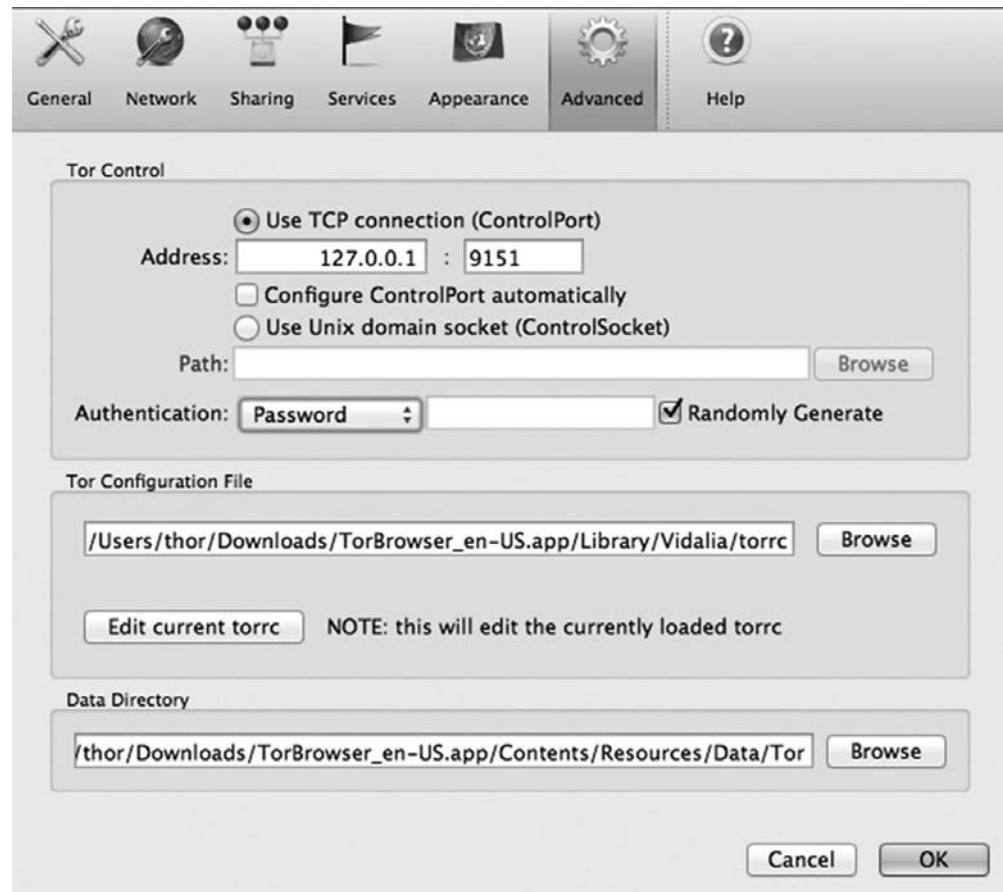 General Network Sharing Services Appearance Advanced Help
Tor Control
Use TCP connection (ControlPort)
Address: 127.0.0.1 : 9151
Configure ControlPort automatically
Use Unix domain socket (ControlSocket)
Path: Browse
Authentication: Password Randomly Generate
Tor Configuration File
/Users/thor/Downloads/TorBrowser_en-US.app/Library/Vidalia/torrc Browse
Edit current torrc NOTE: this will edit the currently loaded torrc
Data Directory
/thor/Downloads/TorBrowser_en-US.app/Contents/Resources/Data/Tor Browse
Cancel OK